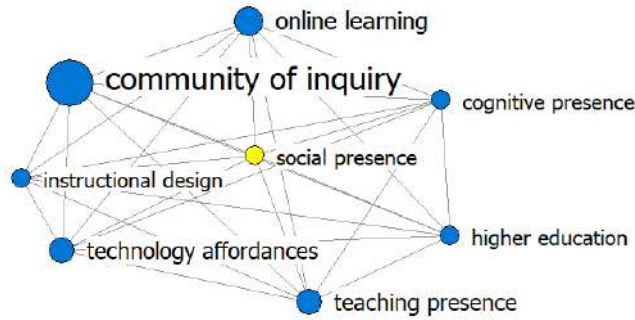 online learning
community of inquiry
cognitive presence
social presence
instructional design
higher education
technology affordances
teaching presence